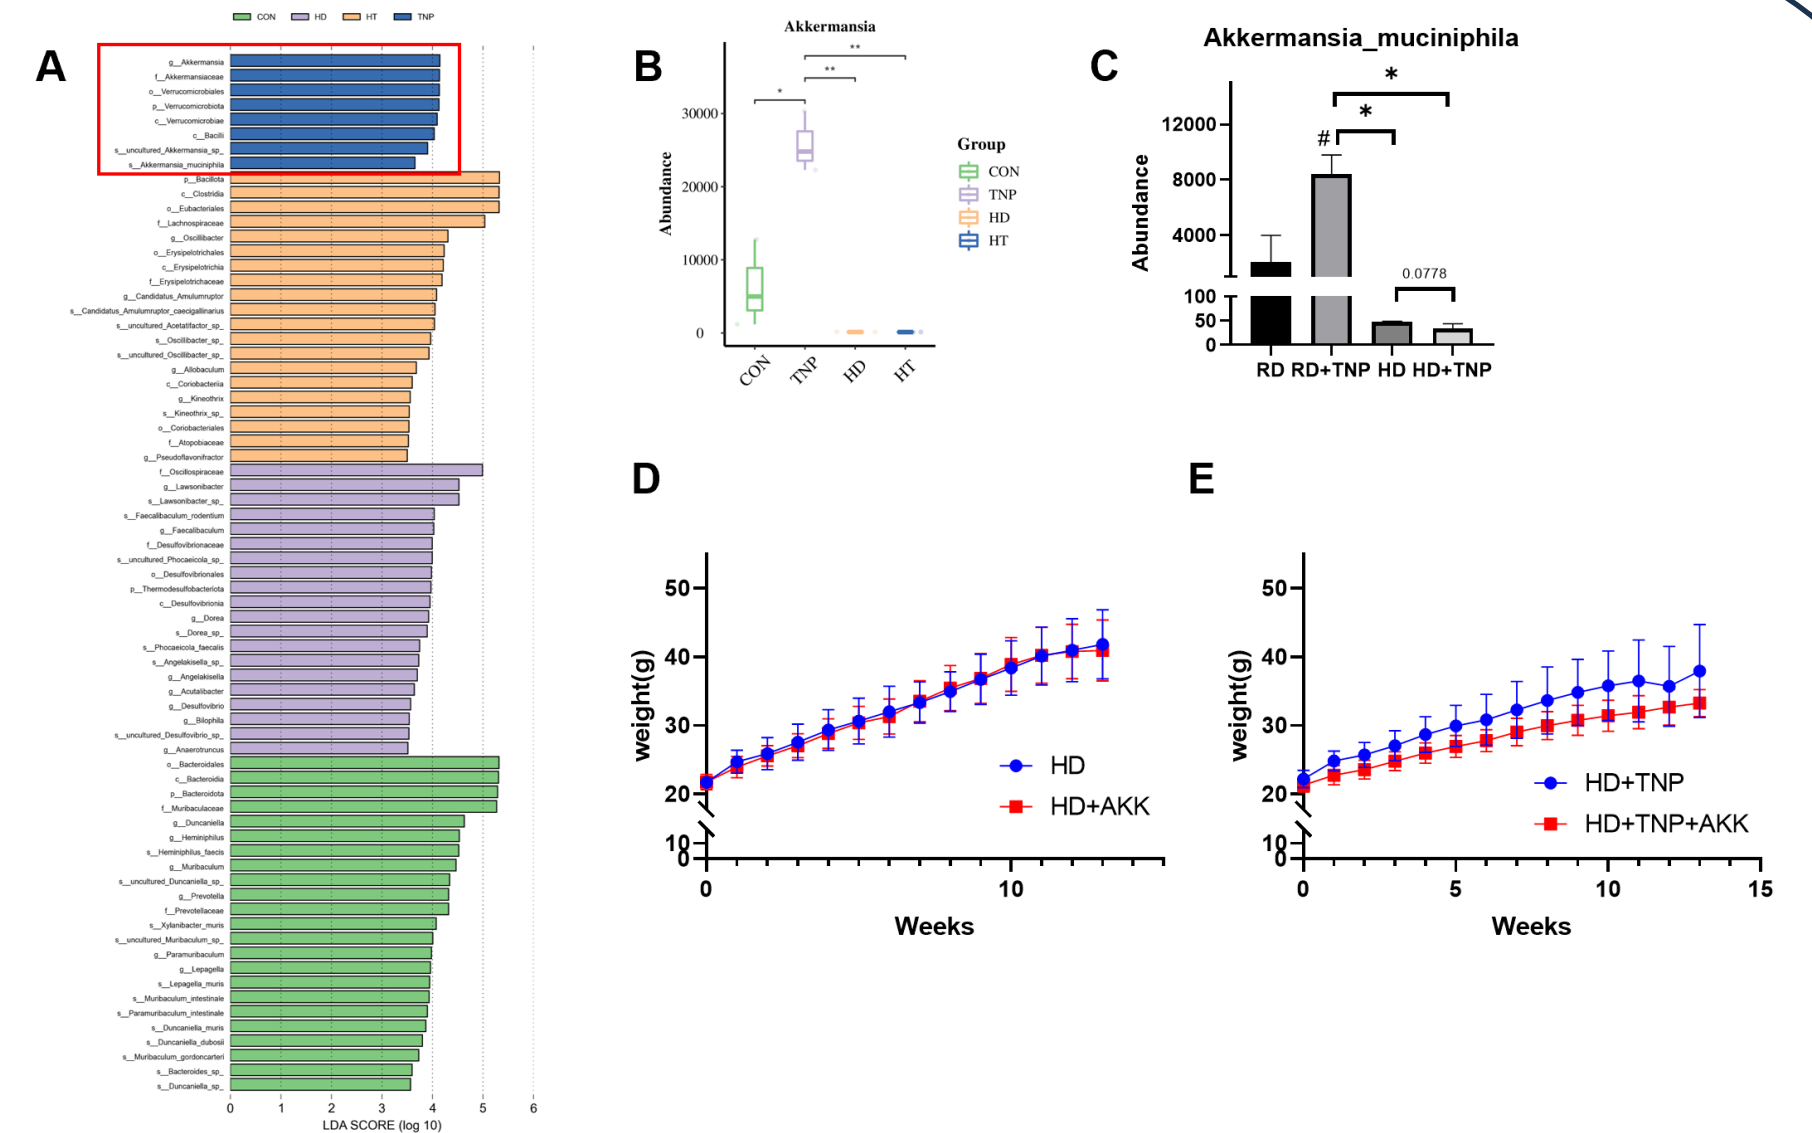 CON HD HT TNP
A
g__Akkermansia
f__Akkermansiaceae
o__Verrucomicrobiales
p__Verrucomicrobiota
c__Verrucomicrobiae
c__Bacilli
s__uncultured_Akkermansia_sp_
s__Akkermansia_muciniphila
p__Bacillota
c__Clostridia
o__Eubacteriales
f__Lachnospiraceae
g__Oscillibacter
o__Erysipelotrichales
c__Erysipelotrichia
f__Erysipelotrichaceae
g__Candidatus_Amulumruptor
s__Candidatus_Amulumruptor_caecigallinarius
s__uncultured_Acetatifactor_sp_
s__Oscillibacter_sp_
s__uncultured_Oscillibacter_sp_
g__Allobaculum
c__Coriobacteriia
g__Kineothrix
s__Kineothrix_sp_
o__Coriobacteriales
f__Atopobiaceae
g__Pseudoflavonifractor
f__Oscillospiraceae
g__Lawsonibacter
s__Lawsonibacter_sp_
s__Faecalibaculum_rodentium
g__Faecalibaculum
f__Desulfovibrionaceae
s__uncultured_Phocaeicola_sp_
o__Desulfovibrionales
p__Thermodesulfobacteriota
c__Desulfovibrionia
g__Dorea
s__Dorea_sp_
s__Phocaeicola_faecalis
s__Angelakisella_sp_
g__Angelakisella
g__Acutalibacter
g__Desulfovibrio
g__Bilophila
s__uncultured_Desulfovibrio_sp_
g__Anaerotruncus
o__Bacteroidales
c__Bacteroidia
p__Bacteroidota
f__Muribaculaceae
g__Duncaniella
g__Heminiphilus
s__Heminiphilus_faecis
g__Muribaculum
s__uncultured_Duncaniella_sp_
g__Prevotella
f__Prevotellaceae
s__Xylanibacter_muris
s__uncultured_Muribaculum_sp_
g__Paramuribaculum
g__Lepagella
s__Lepagella_muris
s__Muribaculum_intestinale
s__Paramuribaculum_intestinale
s__Duncaniella_muris
s__Duncaniella_dubosii
s__Muribaculum_gordoncarteri
s__Bacteroides_sp_
s__Duncaniella_sp_
0 1 2 3 4 5 6
LDA SCORE (log 10)
B
Akkermansia
**
**
*
30000
20000
10000
0
Abundance
CON TNP HD HT
Group
CON
TNP
HD
HT
C
Akkermansia_muciniphila
*
*
#
0.0778
12000
8000
4000
100
50
0
Abundance
RD RD+TNP HD HD+TNP
D
50
40
30
20
10
0
weight(g)
HD
HD+AKK
0 10
Weeks
E
50
40
30
20
10
0
weight(g)
HD+TNP
HD+TNP+AKK
0 5 10 15
Weeks